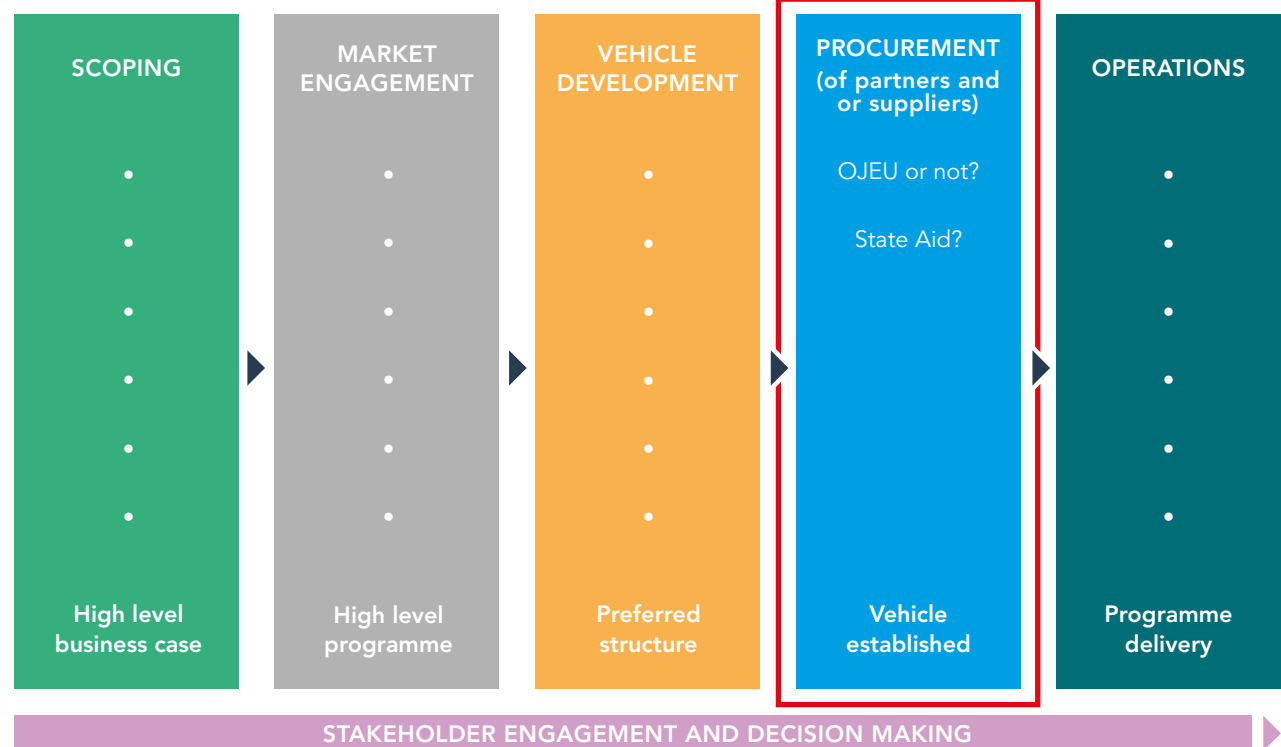 SCOPING
High level
business case
MARKET
ENGAGEMENT
High level
programme
VEHICLE
DEVELOPMENT
Preferred
structure
PROCUREMENT
(of partners and
or suppliers)
OJEU or not?
State Aid?
Vehicle
established
OPERATIONS
Programme
delivery
STAKEHOLDER ENGAGEMENT AND DECISION MAKING